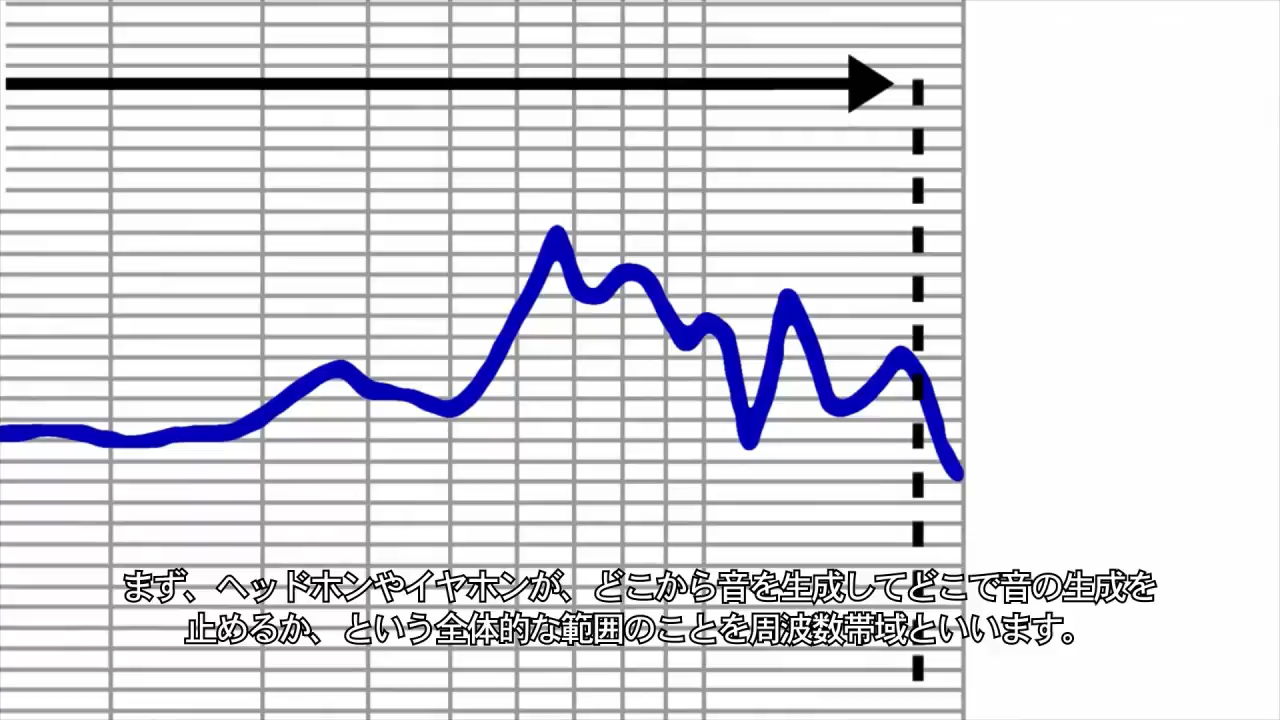 まず、ヘッドホンやイヤホンが、どこから音を生成してどこで音の生成を
止めるか、という全体的な範囲のことを周波数帯域といいます。